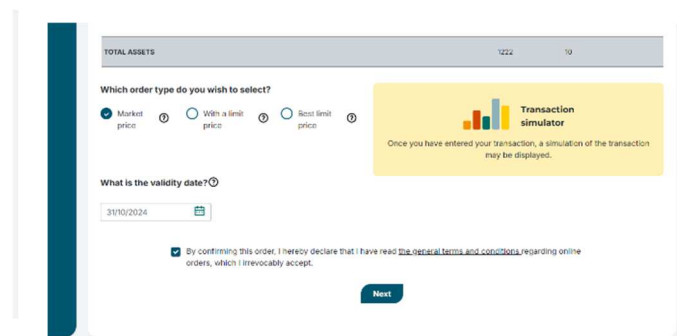 TOTAL ASSETS 1222 10
Which order type do you wish to select?
Market price With a limit price Best limit price
Transaction simulator
Once you have entered your transaction, a simulation of the transaction
may be displayed.
What is the validity date?
31/10/2024
By confirming this order, I hereby declare that I have read the general terms and conditions regarding online
orders, which I irrevocably accept.
Next